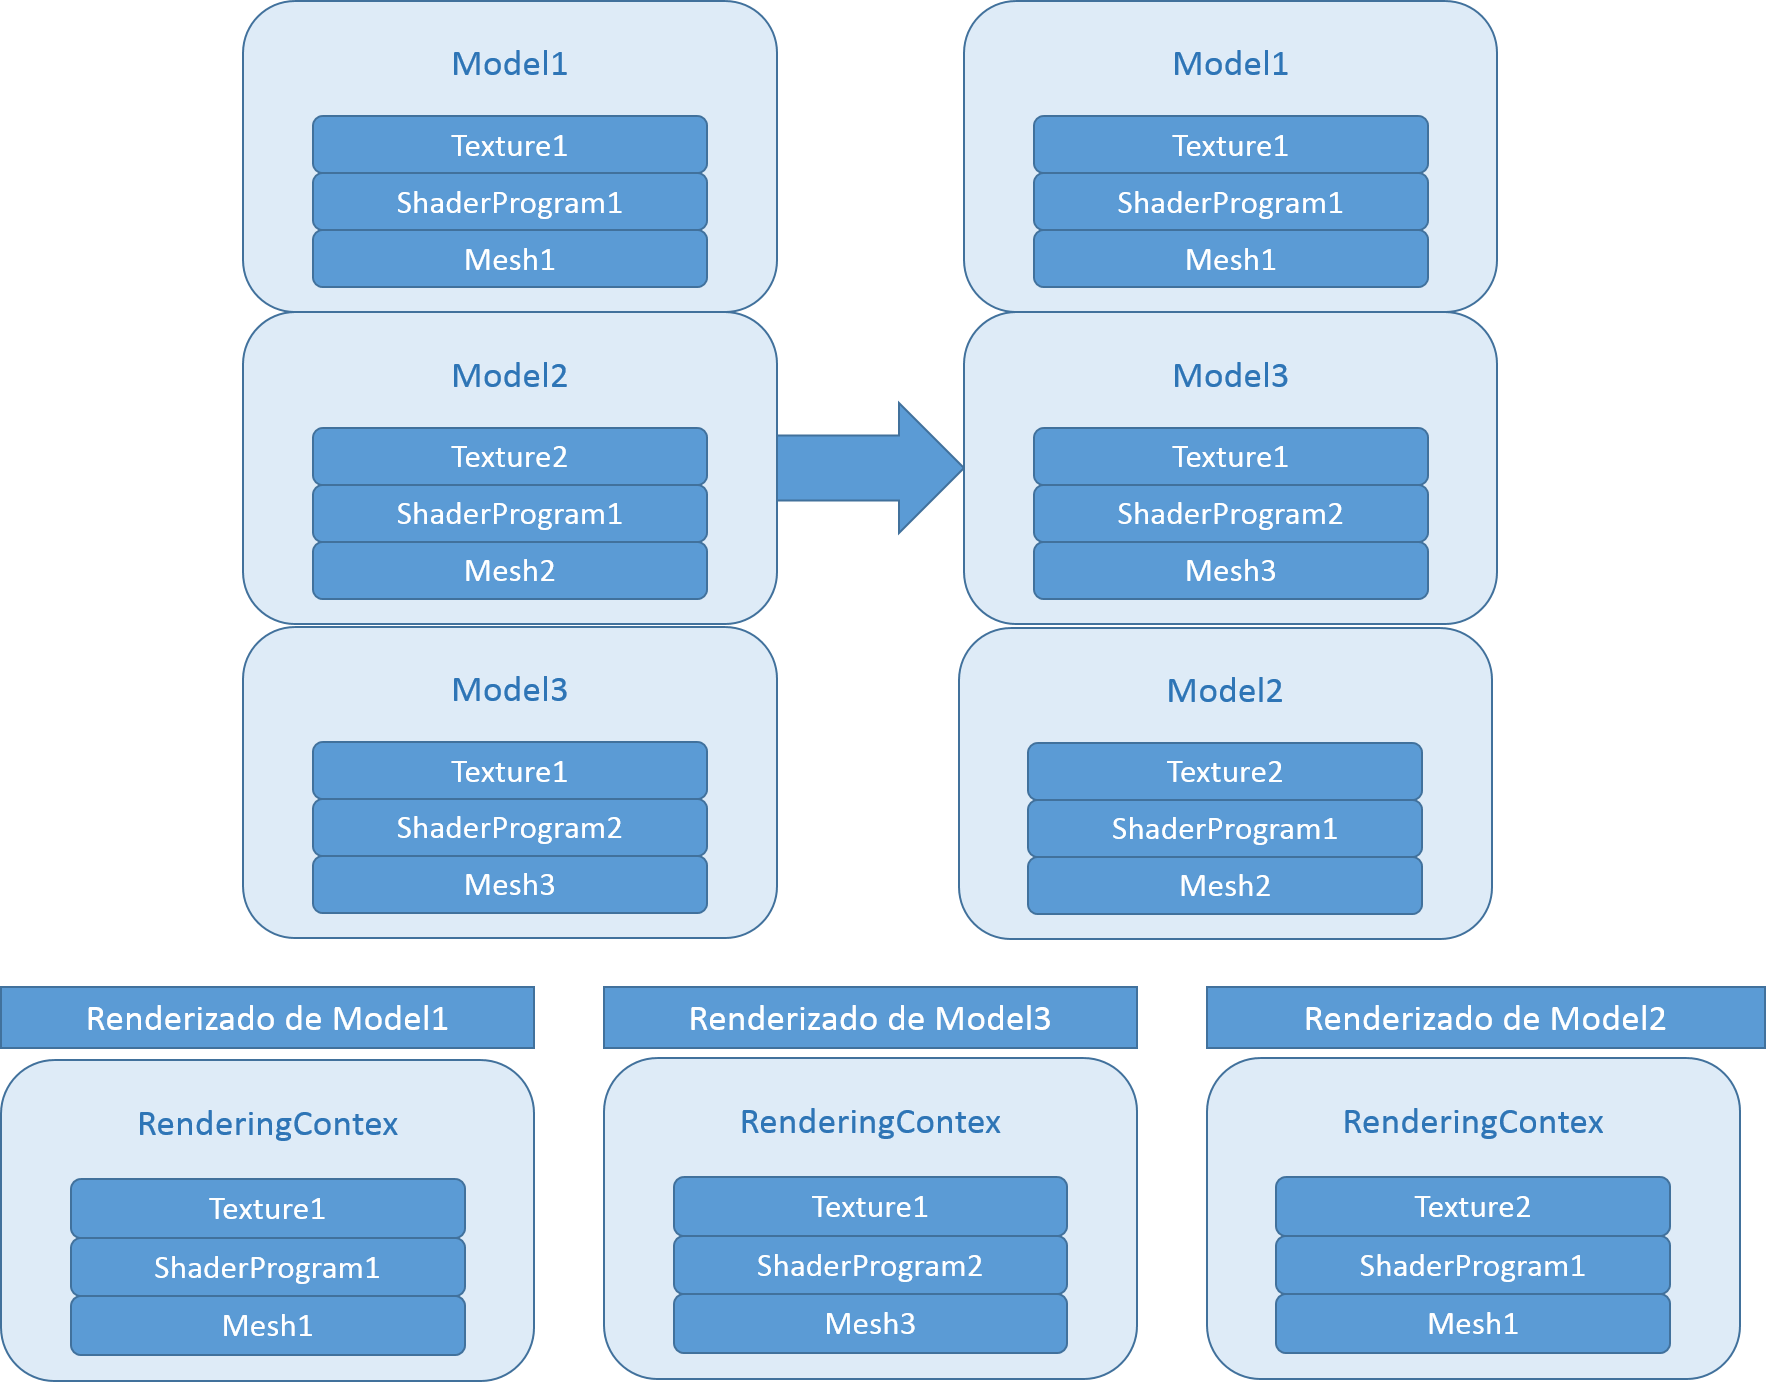 Model1
Texture1
ShaderProgram1
Mesh1
Model2
Texture2
ShaderProgram1
Mesh2
Model3
Texture1
ShaderProgram2
Mesh3
Model1
Texture1
ShaderProgram1
Mesh1
Model3
Texture1
ShaderProgram2
Mesh3
Model2
Texture2
ShaderProgram1
Mesh2
Renderizado de Model1
RenderingContex
Texture1
ShaderProgram1
Mesh1
Renderizado de Model3
RenderingContex
Texture1
ShaderProgram2
Mesh3
Renderizado de Model2
RenderingContex
Texture2
ShaderProgram1
Mesh1